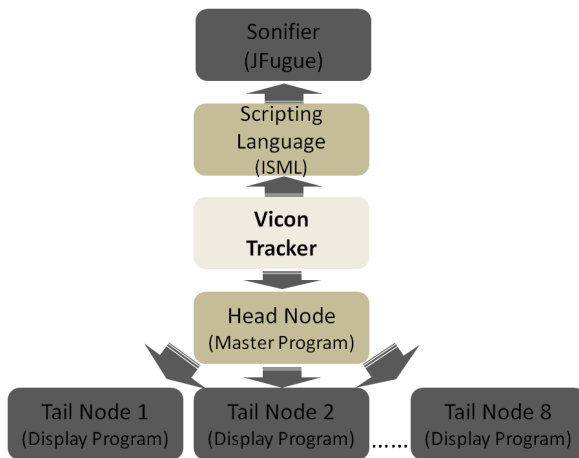 Sonifier
(JFugue)
Scripting
Language
(ISML)
Vicon
Tracker
Head Node
(Master Program)
Tail Node 1
(Display Program)
Tail Node 2
(Display Program)
......
Tail Node 8
(Display Program)